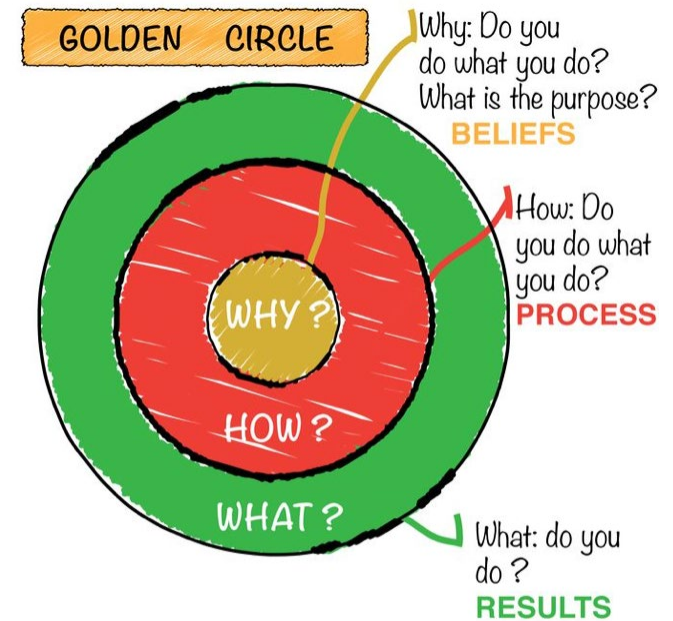 GOLDEN CIRCLE
Why: Do you
do what you do?
What is the purpose?
BELIEFS
How: Do
you do what
you do?
PROCESS
WHY ?
HOW ?
WHAT ?
What: do you
do ?
RESULTS